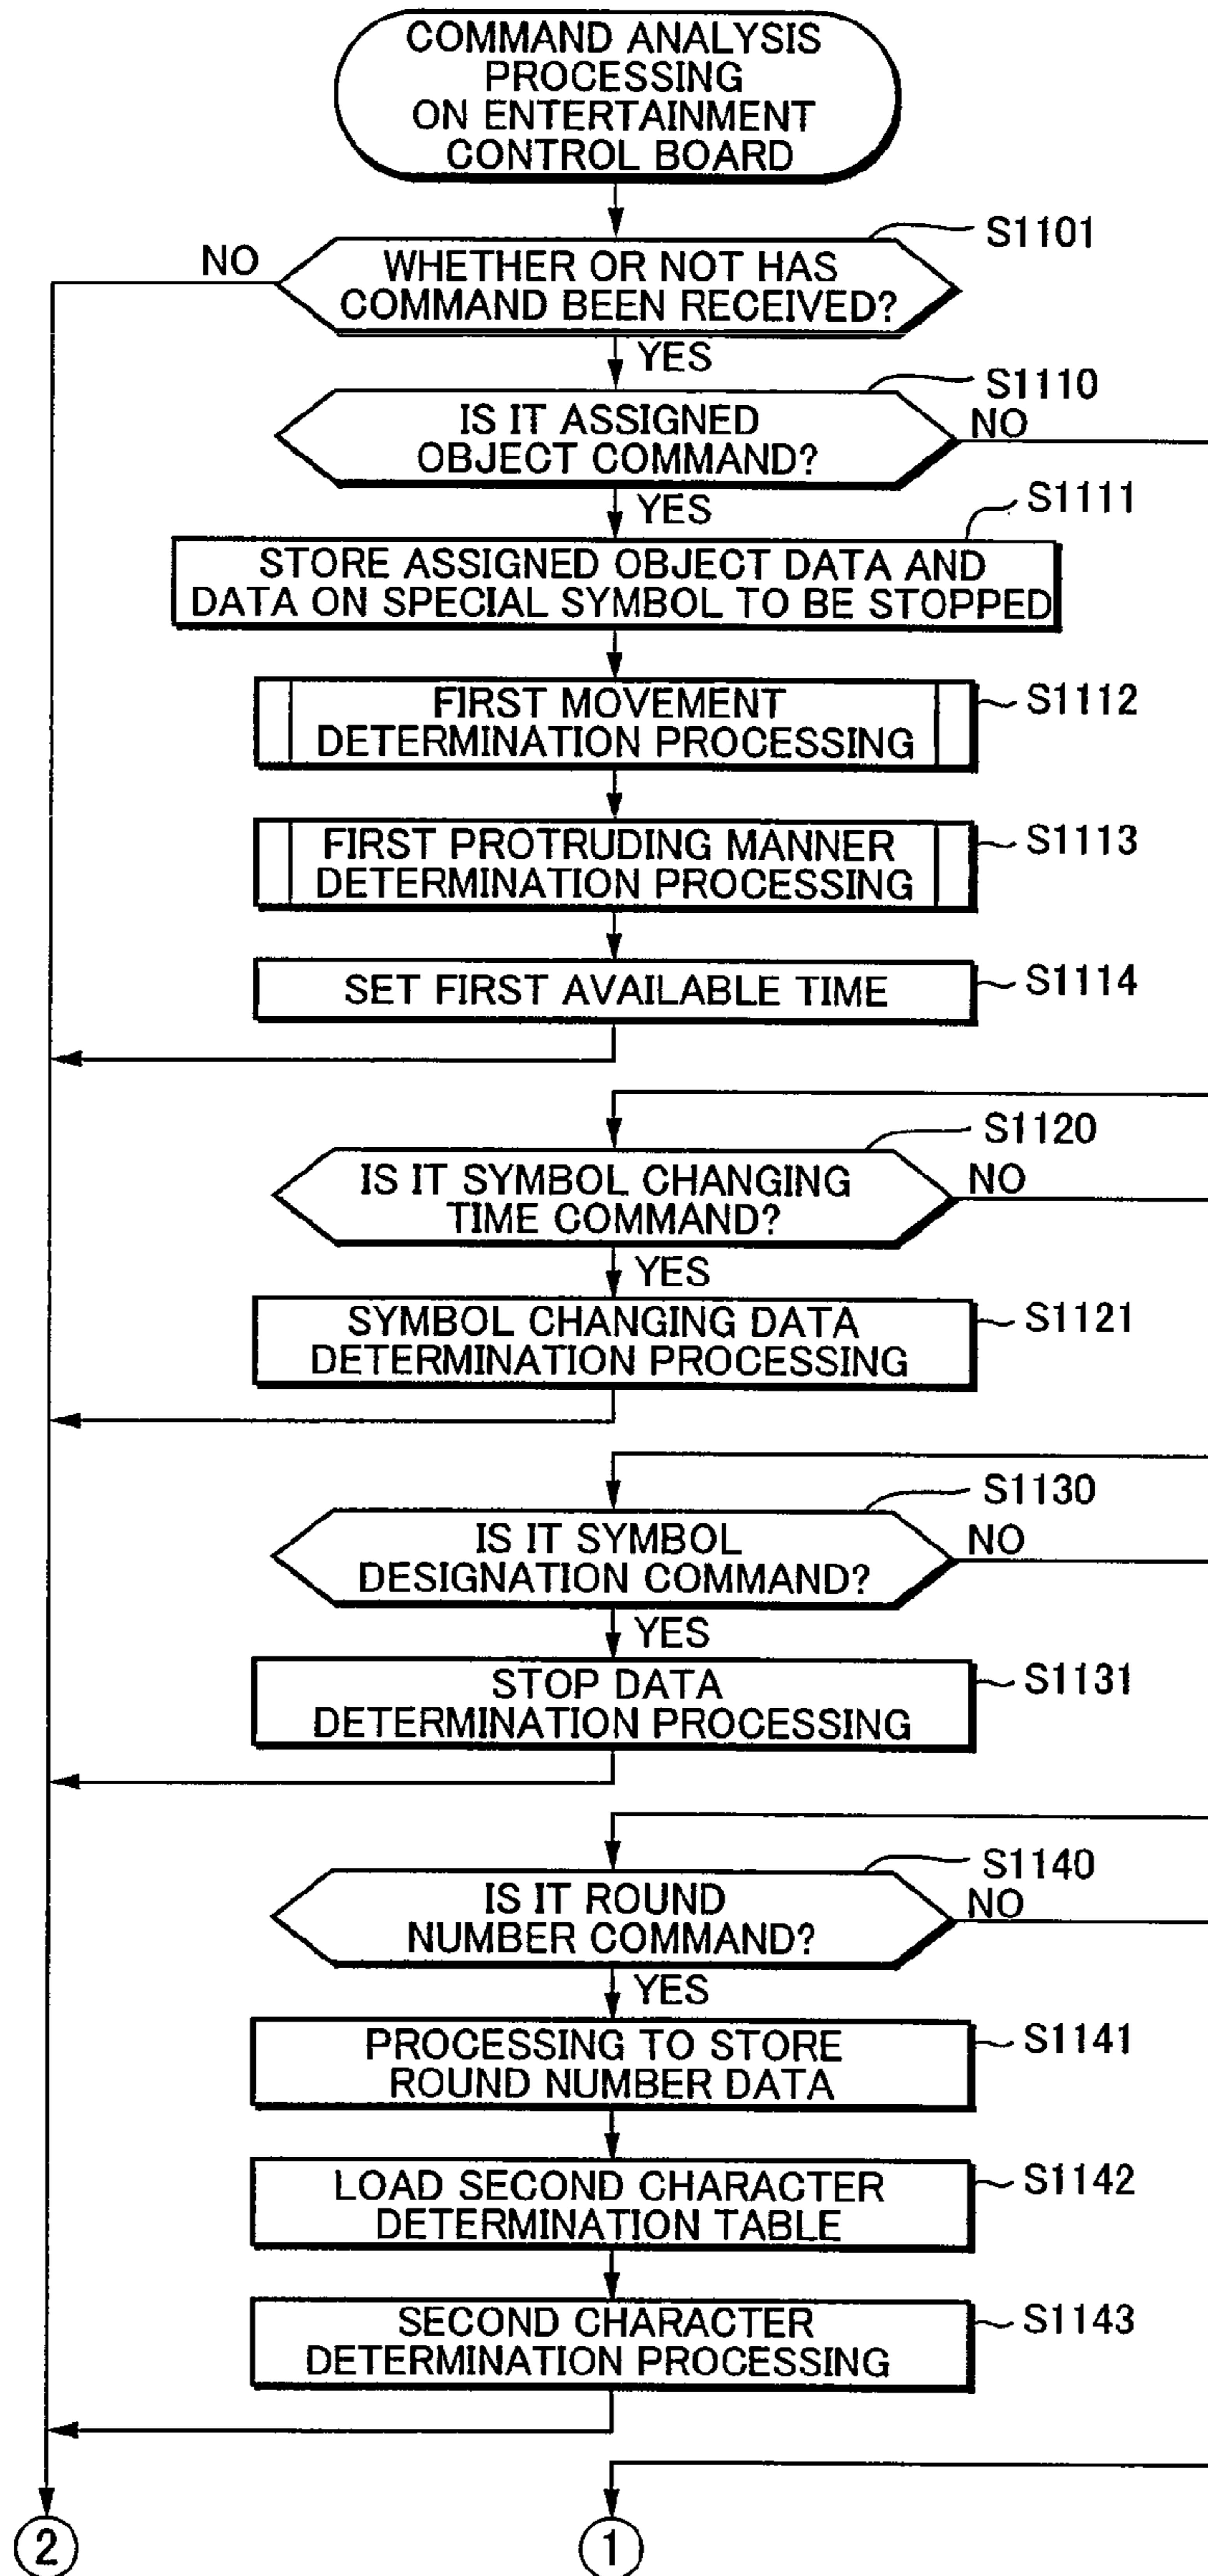 COMMAND ANALYSIS
PROCESSING
ON ENTERTAINMENT
CONTROL BOARD
S1101
NO
WHETHER OR NOT HAS
COMMAND BEEN RECEIVED?
YES
S1110
IS IT ASSIGNED
OBJECT COMMAND?
NO
YES
S1111
STORE ASSIGNED OBJECT DATA AND
DATA ON SPECIAL SYMBOL TO BE STOPPED
FIRST MOVEMENT
DETERMINATION PROCESSING
S1112
FIRST PROTRUDING MANNER
DETERMINATION PROCESSING
S1113
SET FIRST AVAILABLE TIME
S1114
S1120
IS IT SYMBOL CHANGING
TIME COMMAND?
NO
YES
SYMBOL CHANGING DATA
DETERMINATION PROCESSING
S1121
S1130
IS IT SYMBOL
DESIGNATION COMMAND?
NO
YES
STOP DATA
DETERMINATION PROCESSING
S1131
S1140
IS IT ROUND
NUMBER COMMAND?
NO
YES
PROCESSING TO STORE
ROUND NUMBER DATA
S1141
LOAD SECOND CHARACTER
DETERMINATION TABLE
S1142
SECOND CHARACTER
DETERMINATION PROCESSING
S1143
2
1